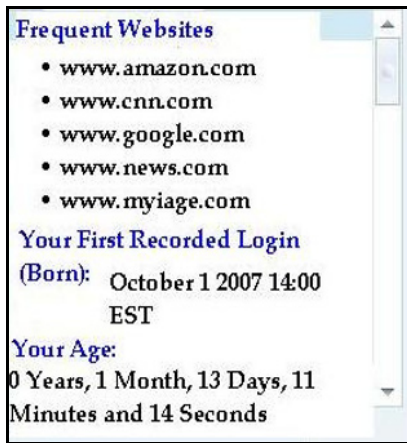 Frequent Websites
• www.amazon.com
• www.cnn.com
• www.google.com
• www.news.com
• www.myiage.com
Your First Recorded Login
(Born): October 1 2007 14:00
EST
Your Age:
0 Years, 1 Month, 13 Days, 11
Minutes and 14 Seconds